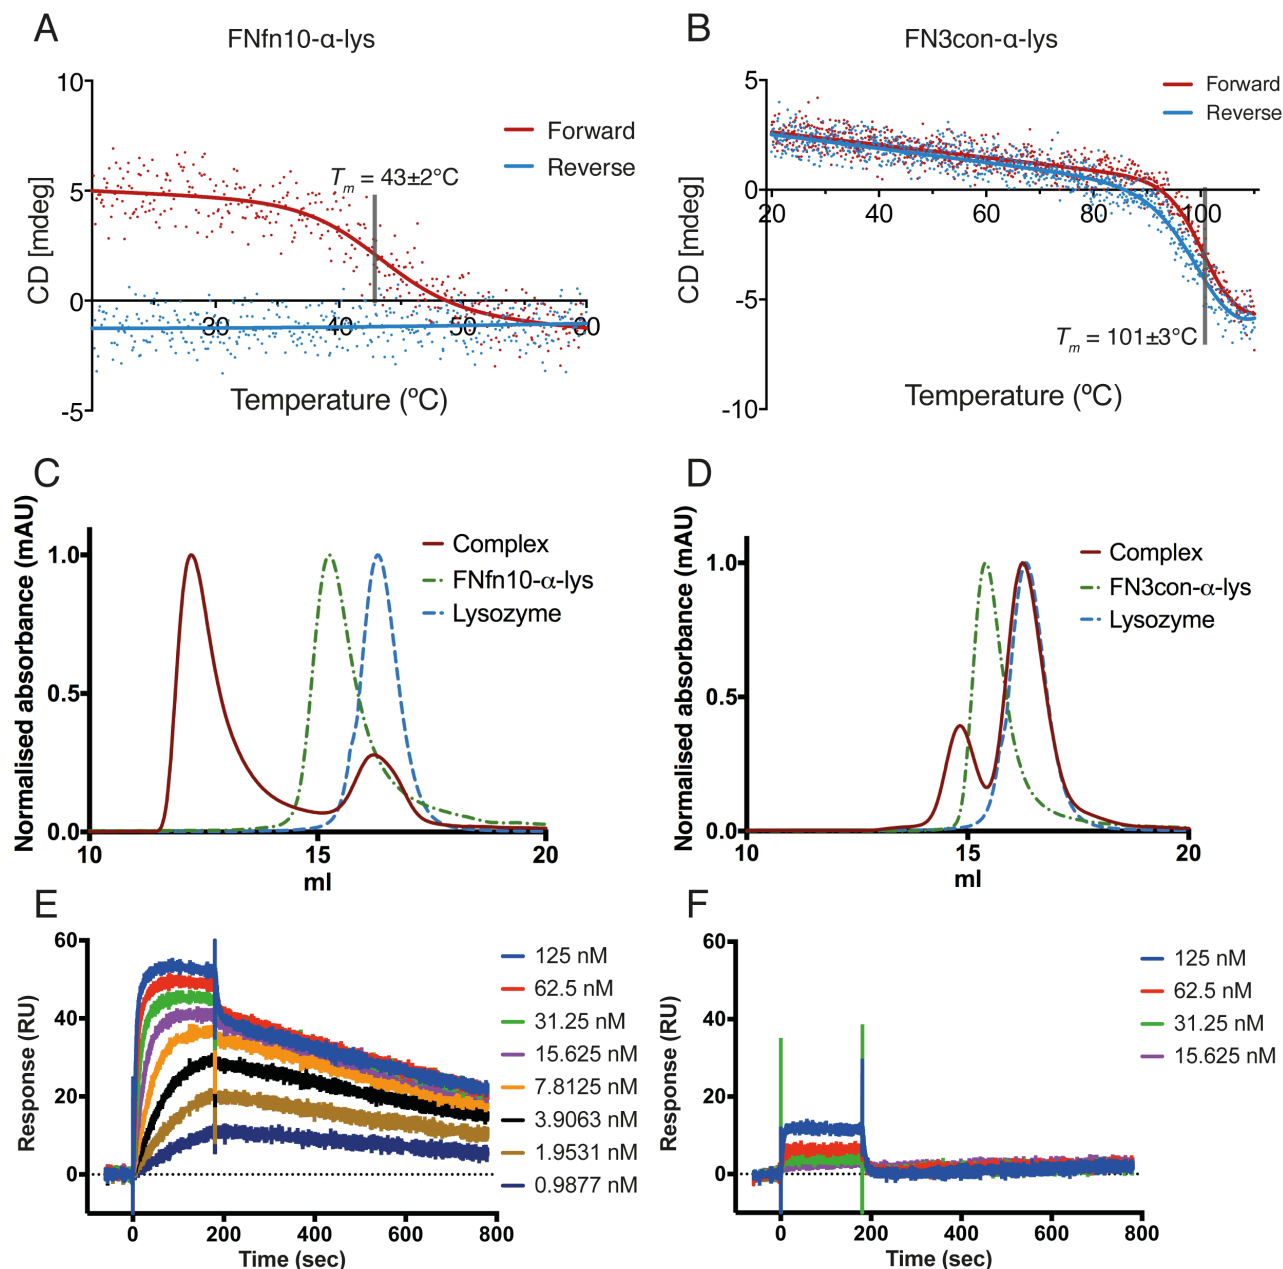 A
FNfn10-α-lys
10
5
0
-5
CD [mdeg]
30
40
50
60
Temperature (ºC)
Tm = 43±2°C
Forward
Reverse
B
FN3con-α-lys
5
0
-5
-10
CD [mdeg]
20
40
60
80
100
Temperature (ºC)
Tm = 101±3°C
Forward
Reverse
C
Normalised absorbance (mAU)
1.0
0.5
0.0
10
15
20
ml
Complex
FNfn10-α-lys
Lysozyme
D
Normalised absorbance (mAU)
1.0
0.5
0.0
10
15
20
ml
Complex
FN3con-α-lys
Lysozyme
E
Response (RU)
60
40
20
0
0
200
400
600
800
Time (sec)
125 nM
62.5 nM
31.25 nM
15.625 nM
7.8125 nM
3.9063 nM
1.9531 nM
0.9877 nM
F
Response (RU)
60
40
20
0
0
200
400
600
800
Time (sec)
125 nM
62.5 nM
31.25 nM
15.625 nM